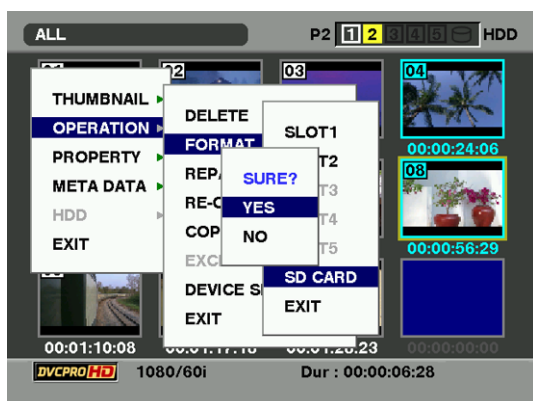 ALL
P2 1 2 3 4 5 HDD
02
03
04
THUMBNAIL
OPERATION
PROPERTY
META DATA
HDD
EXIT
DELETE
FORMAT
COP
DEVICE
EXIT
SLOT1
SD CARD
EXIT
SURE?
YES
NO
00:00:24:06
08
00:00:56:29
00:01:10:08
00:00:00:00
DVCPRO HD 1080/60i Dur : 00:00:06:28